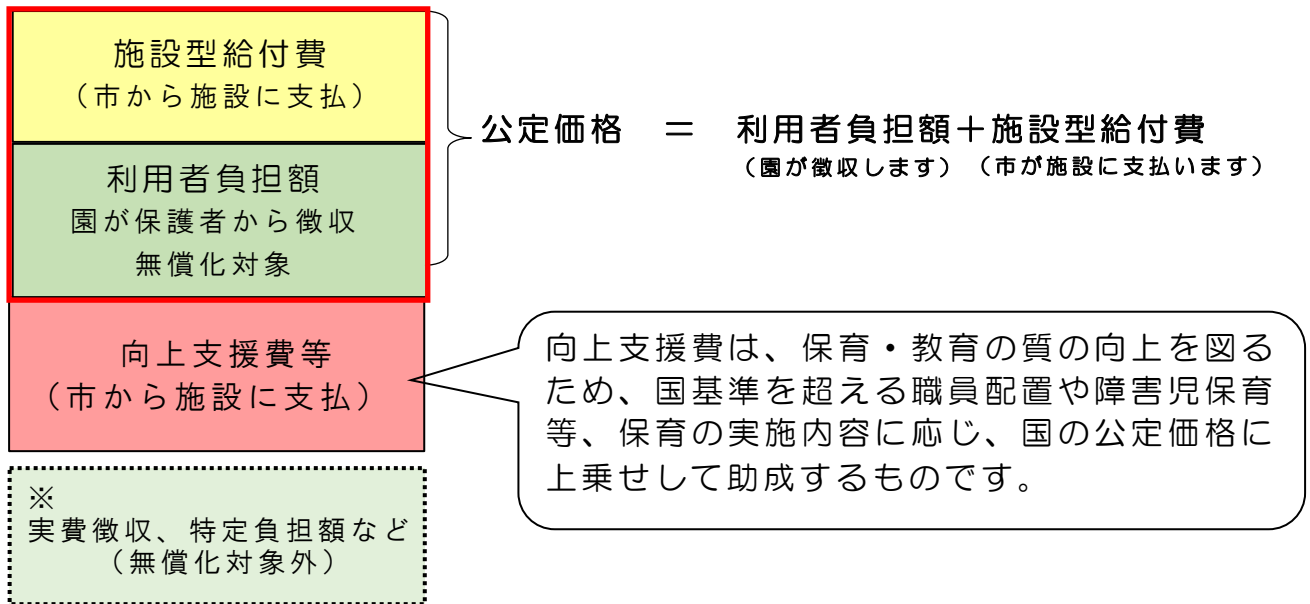 施設型給付費
（市から施設に支払）
利用者負担額
園が保護者から徴収
無償化対象
公定価格　＝　利用者負担額＋施設型給付費
（園が徴収します）（市が施設に支払います）
向上支援費等
（市から施設に支払）
向上支援費は、保育・教育の質の向上を図る
ため、国基準を超える職員配置や障害児保育
等、保育の実施内容に応じ、国の公定価格に
上乗せして助成するものです。
※
実費徴収、特定負担額など
（無償化対象外）